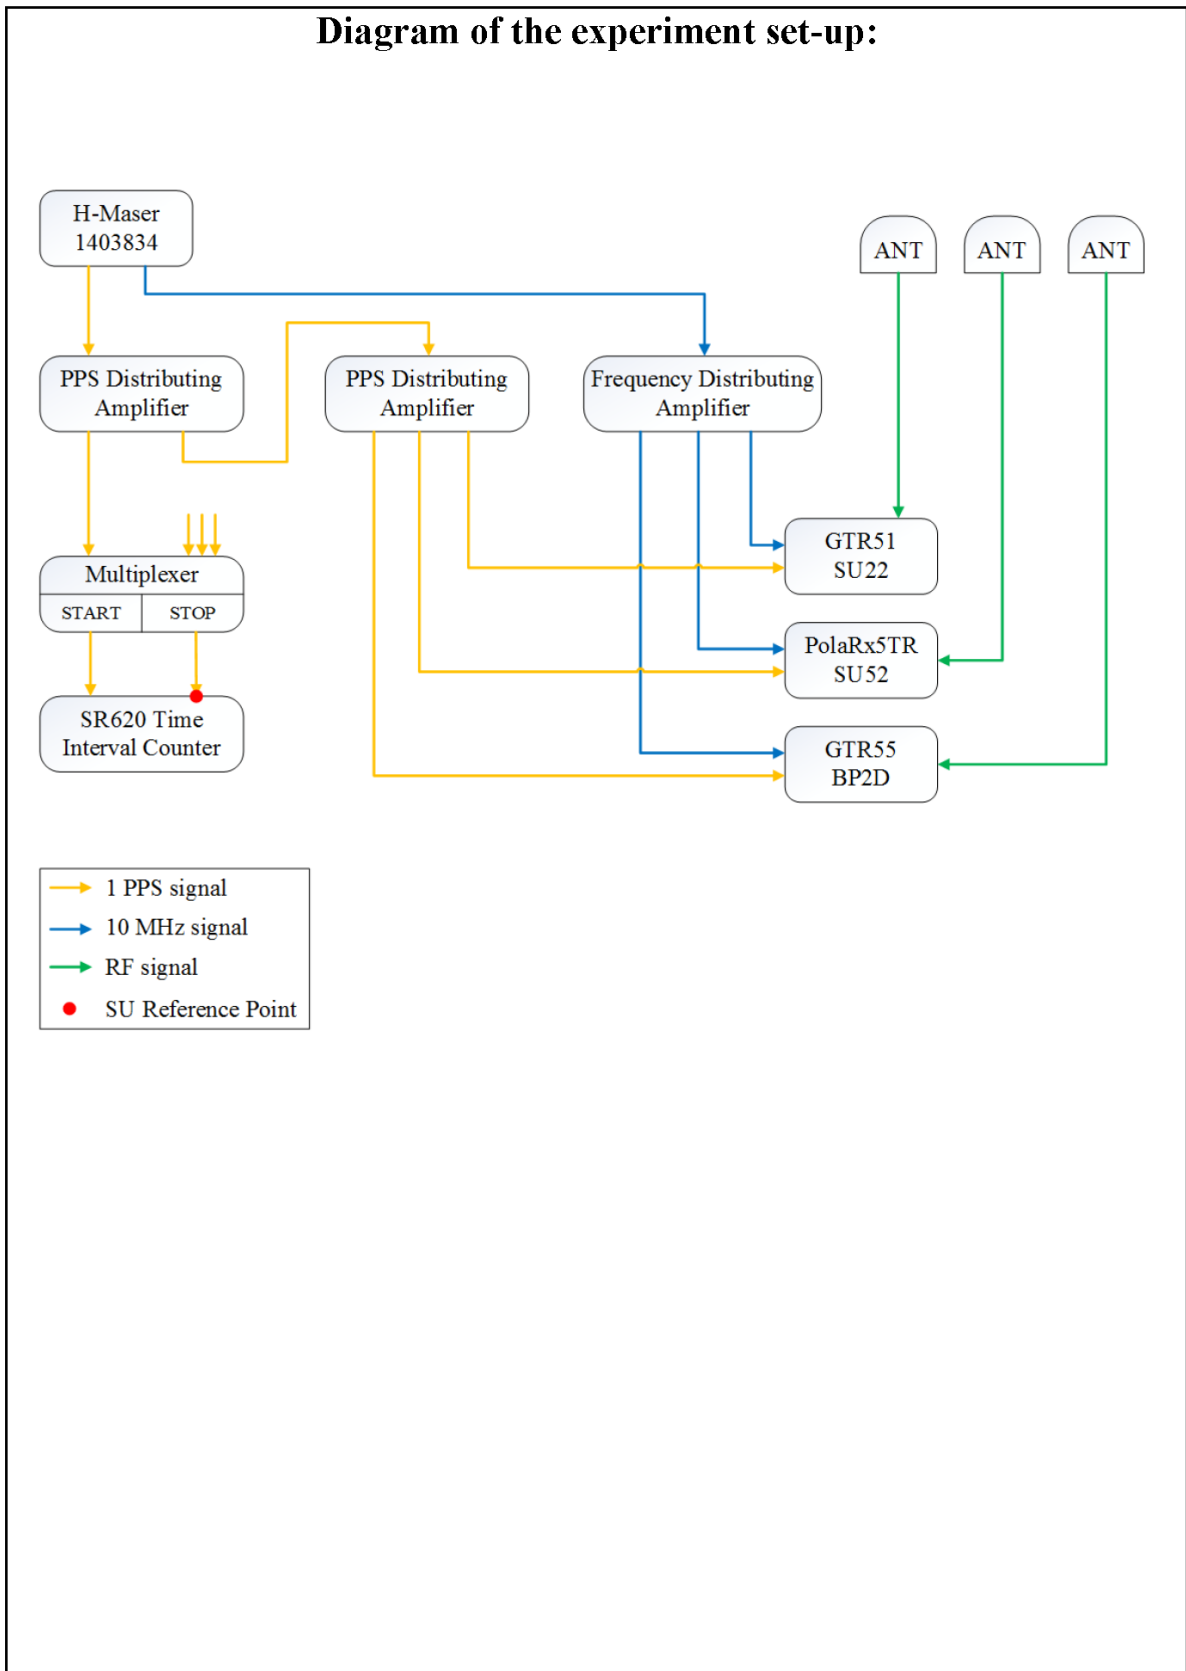 Diagram of the experiment set-up:
H-Maser
1403834
ANT
ANT
ANT
PPS Distributing
Amplifier
PPS Distributing
Amplifier
Frequency Distributing
Amplifier
GTR51
SU22
Multiplexer
START
STOP
PolaRx5TR
SU52
SR620 Time
Interval Counter
GTR55
BP2D
1 PPS signal
10 MHz signal
RF signal
SU Reference Point